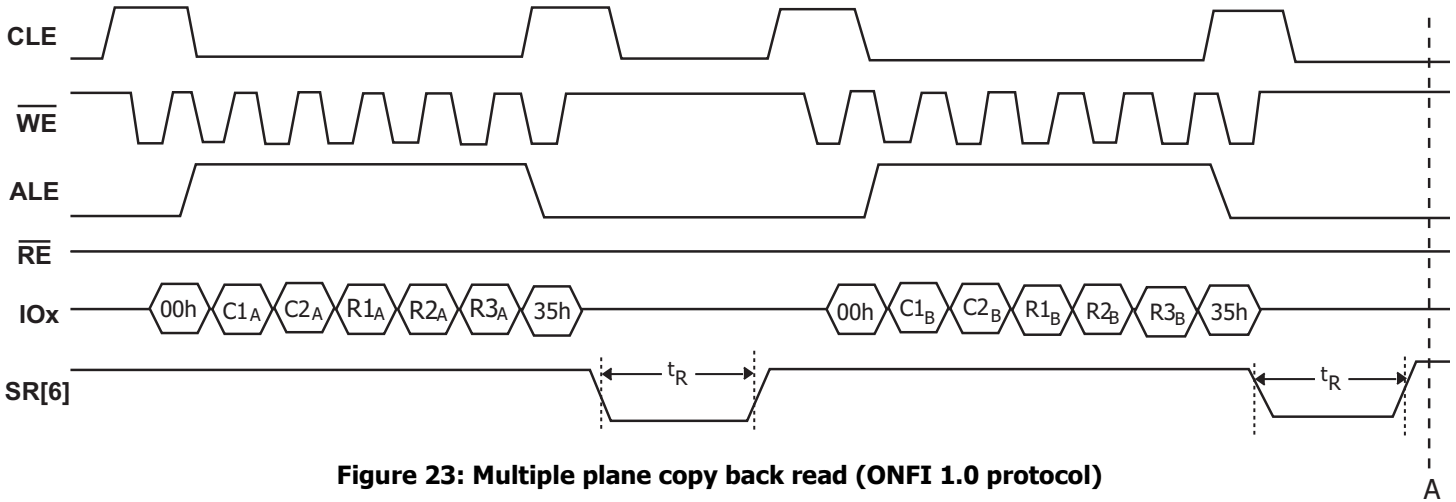 CLE
WE
ALE
RE
IOx 00h C1A C2A R1A R2A R3A 35h 00h C1B C2B R1B R2B R3B 35h
SR[6] tR tR
Figure 23: Multiple plane copy back read (ONFI 1.0 protocol)
A